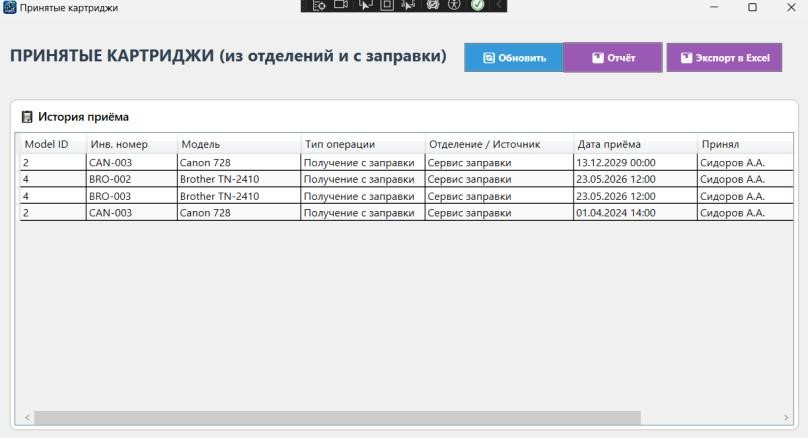 Принятые картриджи
ПРИНЯТЫЕ КАРТРИДЖИ (из отделений и с заправки)
Обновить
Отчёт
Экспорт в Excel
История приёма
Model ID Инв. номер Модель Тип операции Отделение / Источник Дата приёма Принял
2 CAN-003 Canon 728 Получение с заправки Сервис заправки 13.12.2029 00:00 Сидоров А.А.
4 BRO-002 Brother TN-2410 Получение с заправки Сервис заправки 23.05.2026 12:00 Сидоров А.А.
4 BRO-003 Brother TN-2410 Получение с заправки Сервис заправки 23.05.2026 12:00 Сидоров А.А.
2 CAN-003 Canon 728 Получение с заправки Сервис заправки 01.04.2024 14:00 Сидоров А.А.